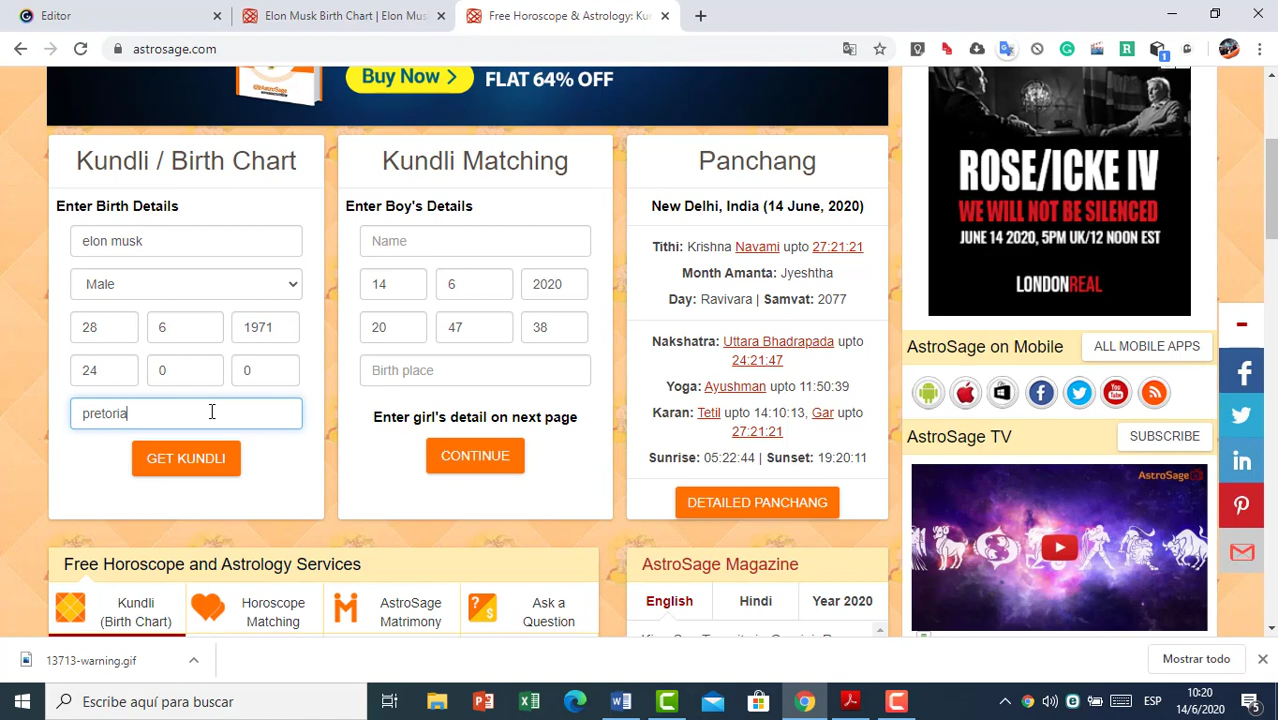 Editor
Elon Musk Birth Chart | Elon Mus
Free Horoscope & Astrology: Kun
astrosage.com
1
Buy Now >
FLAT 64% OFF
Kundli / Birth Chart
Enter Birth Details
elon musk
Male
28 6 1971
24 0 0
pretoria
GET KUNDLI
Kundli Matching
Enter Boy's Details
Name
14 6 2020
20 47 38
Birth place
Enter girl's detail on next page
CONTINUE
Panchang
New Delhi, India (14 June, 2020)
Tithi: Krishna Navami upto 27:21:21
Month Amanta: Jyeshtha
Day: Ravivara | Samvat: 2077
Nakshatra: Uttara Bhadrapada upto
24:21:47
Yoga: Ayushman upto 11:50:39
Karan: Tetil upto 14:10:13, Gar upto
27:21:21
Sunrise: 05:22:44 | Sunset: 19:20:11
DETAILED PANCHANG
ROSE/ICKE IV
WE WILL NOT BE SILENCED
JUNE 14 2020, 5PM UK/12 NOON EST
LONDONREAL
AstroSage on Mobile
ALL MOBILE APPS
AstroSage TV
SUBSCRIBE
AstroSage
Free Horoscope and Astrology Services
Kundli
(Birth Chart)
Horoscope
Matching
AstroSage
Matrimony
Ask a
Question
AstroSage Magazine
English
Hindi
Year 2020
13713-warning.gif
Mostrar todo
Escribe aquí para buscar
ESP
10:20
14/6/2020
5